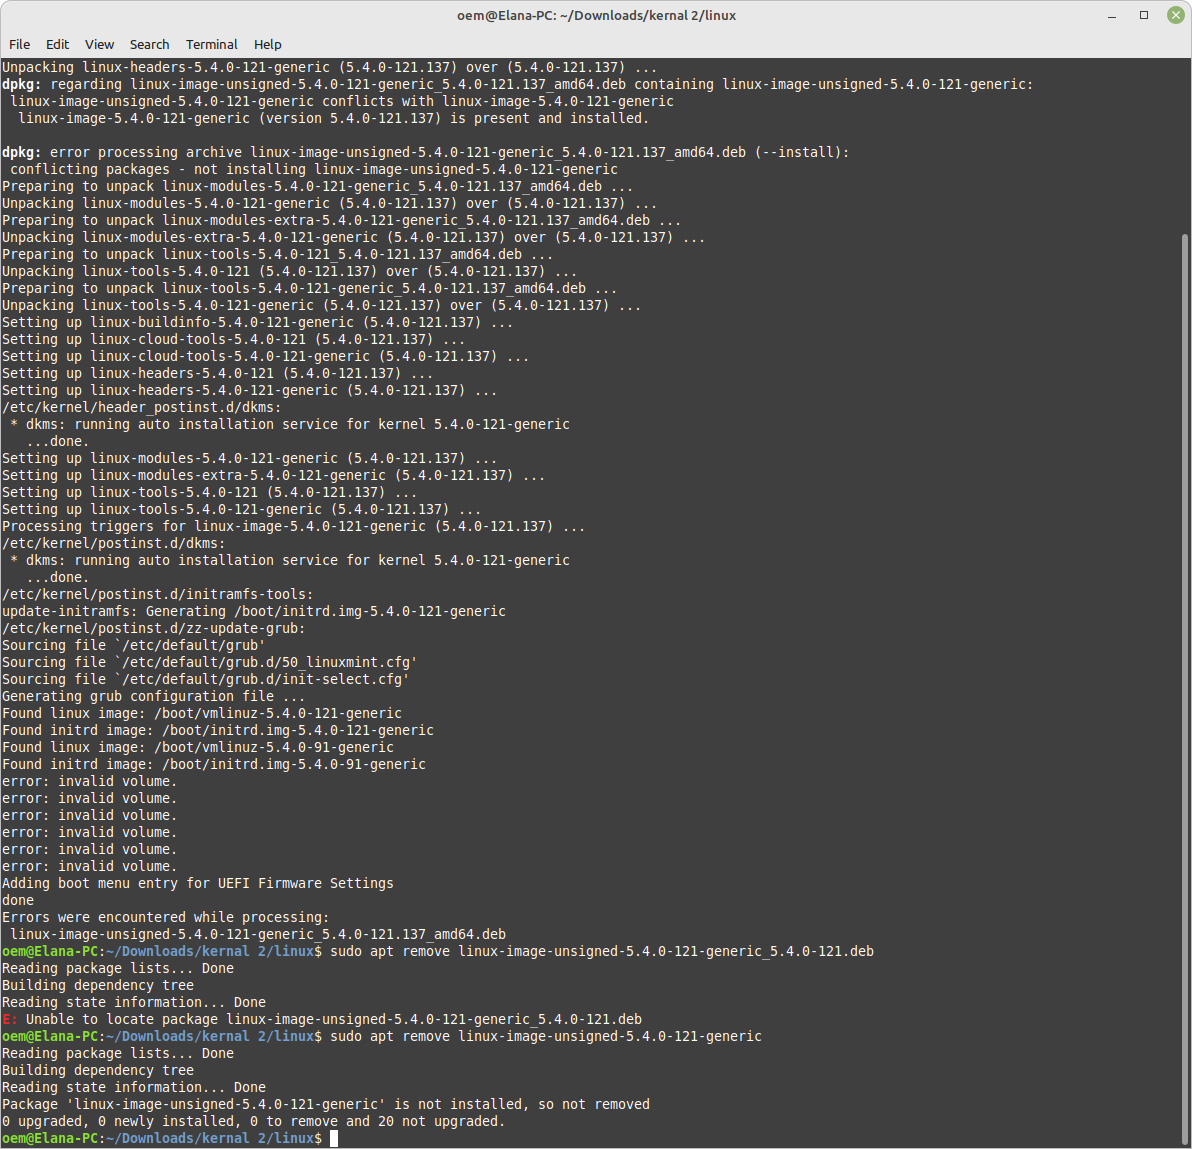 oem@Elana-PC: ~/Downloads/kernal 2/linux
File Edit View Search Terminal Help
Unpacking linux-headers-5.4.0-121-generic (5.4.0-121.137) over (5.4.0-121.137) ...
dpkg: regarding linux-image-unsigned-5.4.0-121-generic_5.4.0-121.137_amd64.deb containing linux-image-unsigned-5.4.0-121-generic:
 linux-image-unsigned-5.4.0-121-generic conflicts with linux-image-5.4.0-121-generic
  linux-image-5.4.0-121-generic (version 5.4.0-121.137) is present and installed.

dpkg: error processing archive linux-image-unsigned-5.4.0-121-generic_5.4.0-121.137_amd64.deb (--install):
 conflicting packages - not installing linux-image-unsigned-5.4.0-121-generic
Preparing to unpack linux-modules-5.4.0-121-generic_5.4.0-121.137_amd64.deb ...
Unpacking linux-modules-5.4.0-121-generic (5.4.0-121.137) over (5.4.0-121.137) ...
Preparing to unpack linux-modules-extra-5.4.0-121-generic_5.4.0-121.137_amd64.deb ...
Unpacking linux-modules-extra-5.4.0-121-generic (5.4.0-121.137) over (5.4.0-121.137) ...
Preparing to unpack linux-tools-5.4.0-121_5.4.0-121.137_amd64.deb ...
Unpacking linux-tools-5.4.0-121 (5.4.0-121.137) over (5.4.0-121.137) ...
Preparing to unpack linux-tools-5.4.0-121-generic_5.4.0-121.137_amd64.deb ...
Unpacking linux-tools-5.4.0-121-generic (5.4.0-121.137) over (5.4.0-121.137) ...
Setting up linux-buildinfo-5.4.0-121-generic (5.4.0-121.137) ...
Setting up linux-cloud-tools-5.4.0-121 (5.4.0-121.137) ...
Setting up linux-cloud-tools-5.4.0-121-generic (5.4.0-121.137) ...
Setting up linux-headers-5.4.0-121 (5.4.0-121.137) ...
Setting up linux-headers-5.4.0-121-generic (5.4.0-121.137) ...
/etc/kernel/header_postinst.d/dkms:
 * dkms: running auto installation service for kernel 5.4.0-121-generic
   ...done.
Setting up linux-modules-5.4.0-121-generic (5.4.0-121.137) ...
Setting up linux-modules-extra-5.4.0-121-generic (5.4.0-121.137) ...
Setting up linux-tools-5.4.0-121 (5.4.0-121.137) ...
Setting up linux-tools-5.4.0-121-generic (5.4.0-121.137) ...
Processing triggers for linux-image-5.4.0-121-generic (5.4.0-121.137) ...
/etc/kernel/postinst.d/dkms:
 * dkms: running auto installation service for kernel 5.4.0-121-generic
   ...done.
/etc/kernel/postinst.d/initramfs-tools:
update-initramfs: Generating /boot/initrd.img-5.4.0-121-generic
/etc/kernel/postinst.d/zz-update-grub:
Sourcing file `/etc/default/grub'
Sourcing file `/etc/default/grub.d/50_linuxmint.cfg'
Sourcing file `/etc/default/grub.d/init-select.cfg'
Generating grub configuration file ...
Found linux image: /boot/vmlinuz-5.4.0-121-generic
Found initrd image: /boot/initrd.img-5.4.0-121-generic
Found linux image: /boot/vmlinuz-5.4.0-91-generic
Found initrd image: /boot/initrd.img-5.4.0-91-generic
error: invalid volume.
error: invalid volume.
error: invalid volume.
error: invalid volume.
error: invalid volume.
error: invalid volume.
Adding boot menu entry for UEFI Firmware Settings
done
Errors were encountered while processing:
 linux-image-unsigned-5.4.0-121-generic_5.4.0-121.137_amd64.deb
oem@Elana-PC:~/Downloads/kernal 2/linux$ sudo apt remove linux-image-unsigned-5.4.0-121-generic_5.4.0-121.deb
Reading package lists... Done
Building dependency tree
Reading state information... Done
E: Unable to locate package linux-image-unsigned-5.4.0-121-generic_5.4.0-121.deb
oem@Elana-PC:~/Downloads/kernal 2/linux$ sudo apt remove linux-image-unsigned-5.4.0-121-generic
Reading package lists... Done
Building dependency tree
Reading state information... Done
Package 'linux-image-unsigned-5.4.0-121-generic' is not installed, so not removed
0 upgraded, 0 newly installed, 0 to remove and 20 not upgraded.
oem@Elana-PC:~/Downloads/kernal 2/linux$